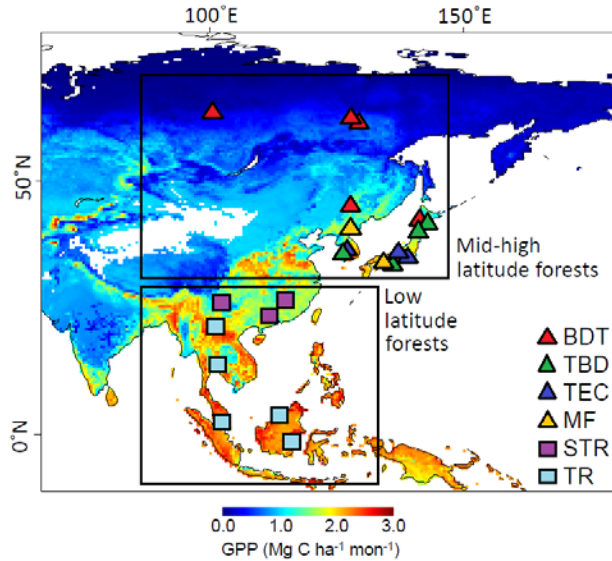 100°E 150°E
50°N
Mid-high
latitude forests
Low
latitude
forests
BDT
TBD
TEC
MF
STR
TR
0°N
0.0 1.0 2.0 3.0
GPP (Mg C ha⁻¹ mon⁻¹)